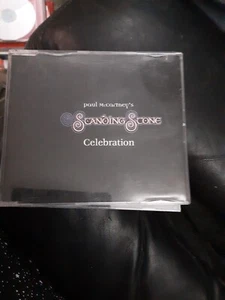 paul mccartney's
STANDING STONE
Celebration